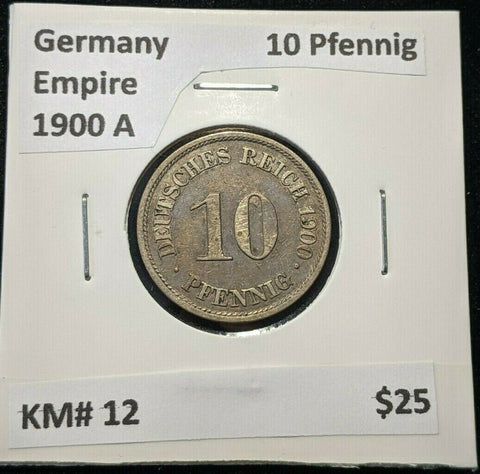 Germany 10 Pfennig
Empire
1900 A
DEUTSCHES REICH 1900
10
· PFENNIG ·
KM# 12 $25